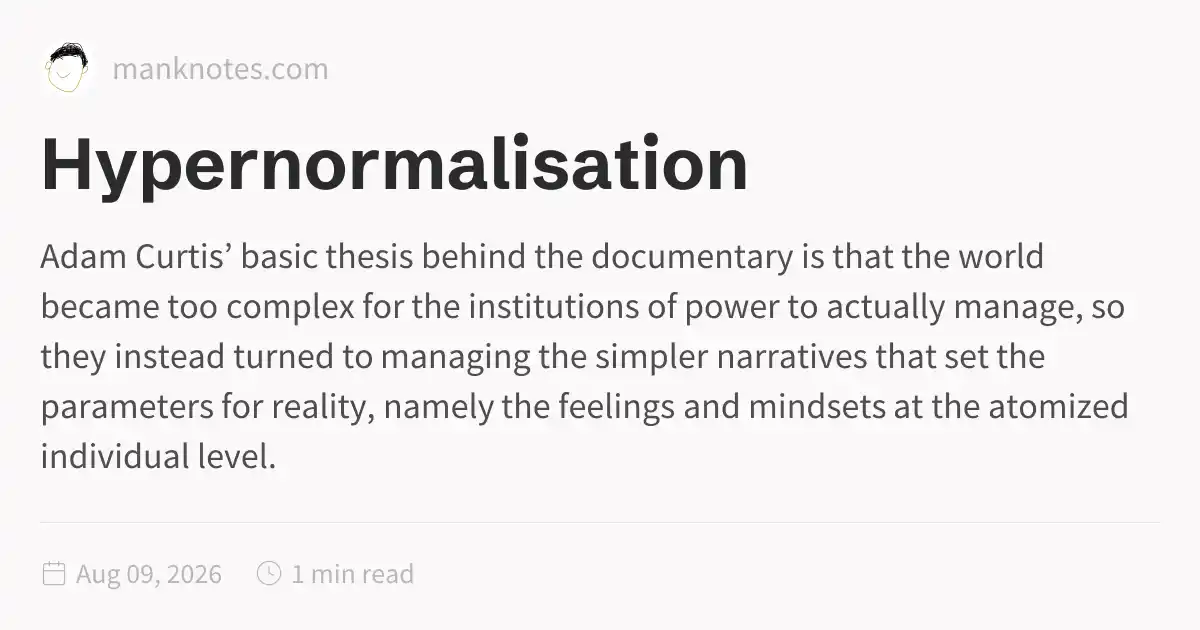 manknotes.com
Hypernormalisation
Adam Curtis’ basic thesis behind the documentary is that the world
became too complex for the institutions of power to actually manage, so
they instead turned to managing the simpler narratives that set the
parameters for reality, namely the feelings and mindsets at the atomized
individual level.
Aug 09, 2026 1 min read